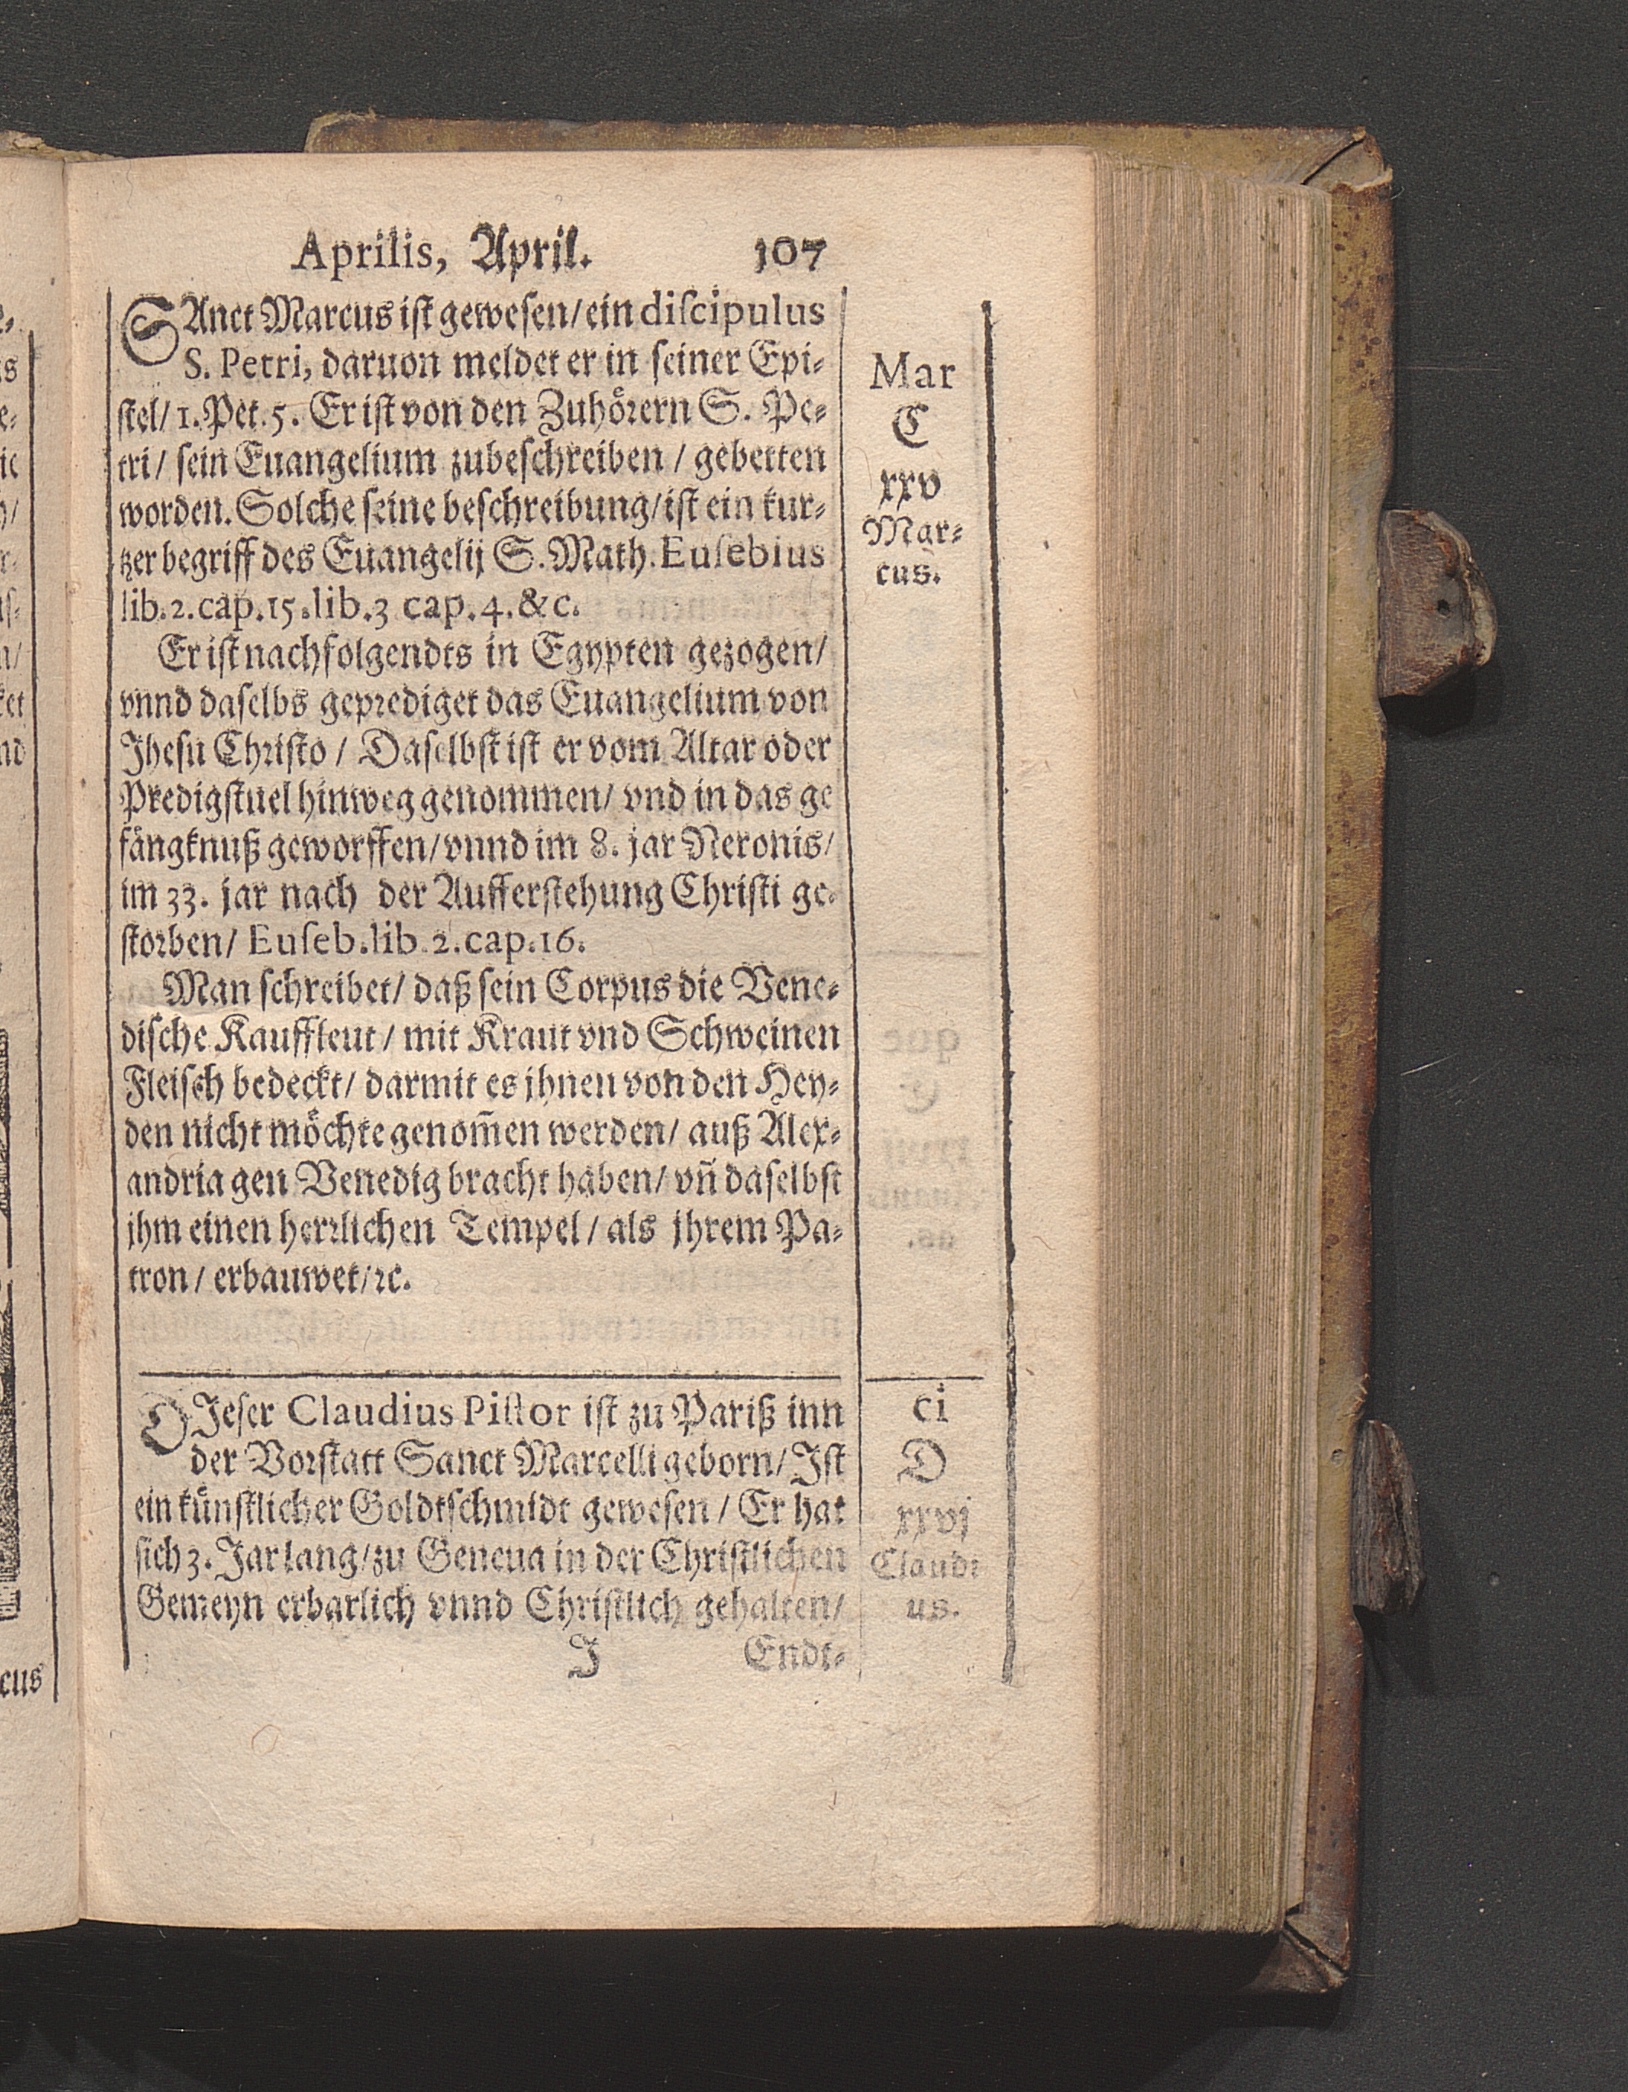 Aprilis, April. 107
SAnct Marcus ist gewesen/ ein discipulus
S. Petri, daruon meldet er in seiner Epi-
stel/ 1. Pet. 5. Er ist von den Zuhörern S. Pe-
tri/ sein Euangelium zubeschreiben / gebetten
worden. Solche seine beschreibung/ ist ein kur-
tzer begriff des Euangelij S. Math. Eusebius
lib. 2. cap. 15. lib. 3 cap. 4. &c.
Er ist nachfolgendts in Egypten gezogen/
vnnd daselbs geprediget das Euangelium von
Jhesu Christo / Daselbst ist er vom Altar oder
Predigstuel hinweg genommen/ vnd in das ge
fängknuß geworffen/ vnnd im 8. jar Neronis/
im 33. jar nach der Aufferstehung Christi ge-
storben/ Euseb. lib. 2. cap. 16.
Man schreibet/ daß sein Corpus die Vene-
dische Kauffleut / mit Kraut vnd Schweinen
Fleisch bedeckt/ darmit es jhnen von den Hey-
den nicht möchte genom̃en werden/ auß Alex-
andria gen Venedig bracht haben/ vñ daselbst
jhm einen herrlichen Tempel / als jhrem Pa-
tron / erbauwet/ ꝛc.
Mar
C
xxv
Mar-
cus.
DJeser Claudius Pistor ist zu Pariß inn
der Vorstatt Sanct Marcelli geborn/ Jst
ein künstlicher Goldtschmidt gewesen / Er hat
sich 3. Jar lang/ zu Geneua in der Christlichen
Gemeyn erbarlich vnnd Christlich gehalten/
J Endt-
ci
D
xxvj
Claudi
us.
cus